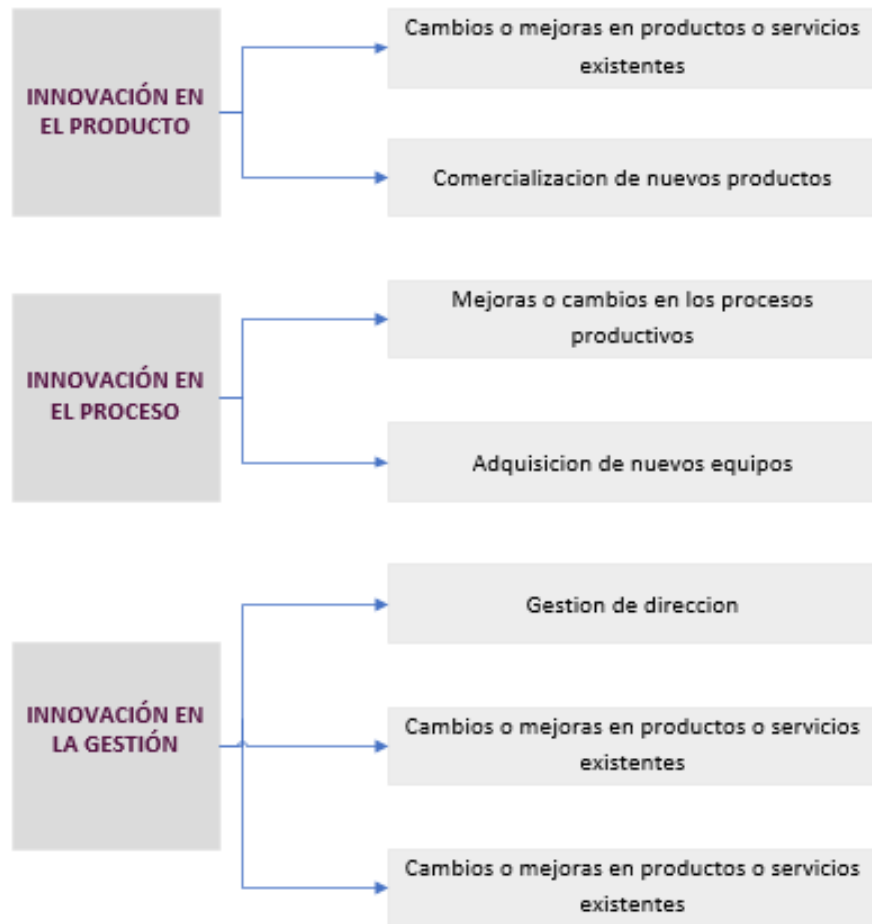 INNOVACIÓN EN
EL PRODUCTO
Cambios o mejoras en productos o servicios
existentes
Comercializacion de nuevos productos
INNOVACIÓN EN
EL PROCESO
Mejoras o cambios en los procesos
productivos
Adquisicion de nuevos equipos
INNOVACIÓN EN
LA GESTIÓN
Gestion de direccion
Cambios o mejoras en productos o servicios
existentes
Cambios o mejoras en productos o servicios
existentes